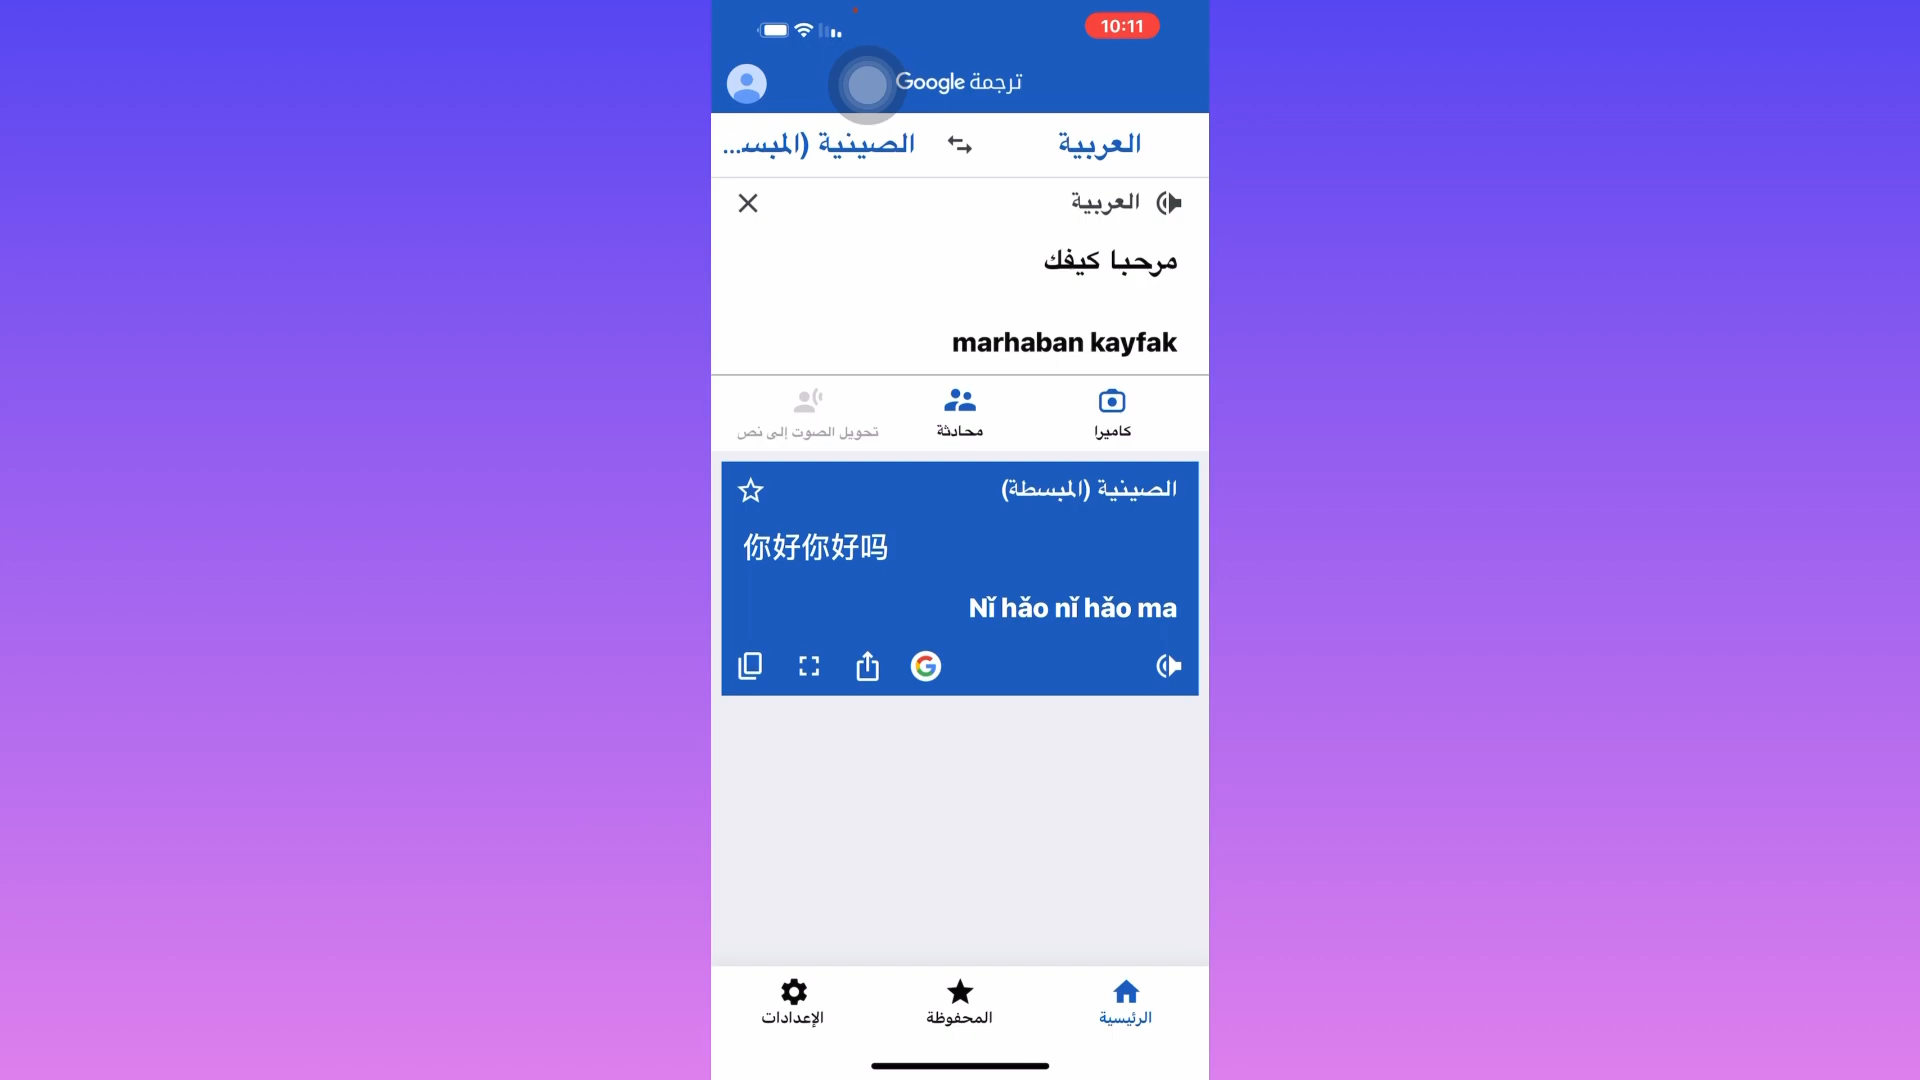 10:11
ترجمة Google
العربية
الصينية (المبسـ...
العربية
مرحبا كيفك
marhaban kayfak
كاميرا
محادثة
تحويل الصوت إلى نص
الصينية (المبسطة)
你好你好吗
Nǐ hǎo nǐ hǎo ma
الرئيسية
المحفوظة
الإعدادات